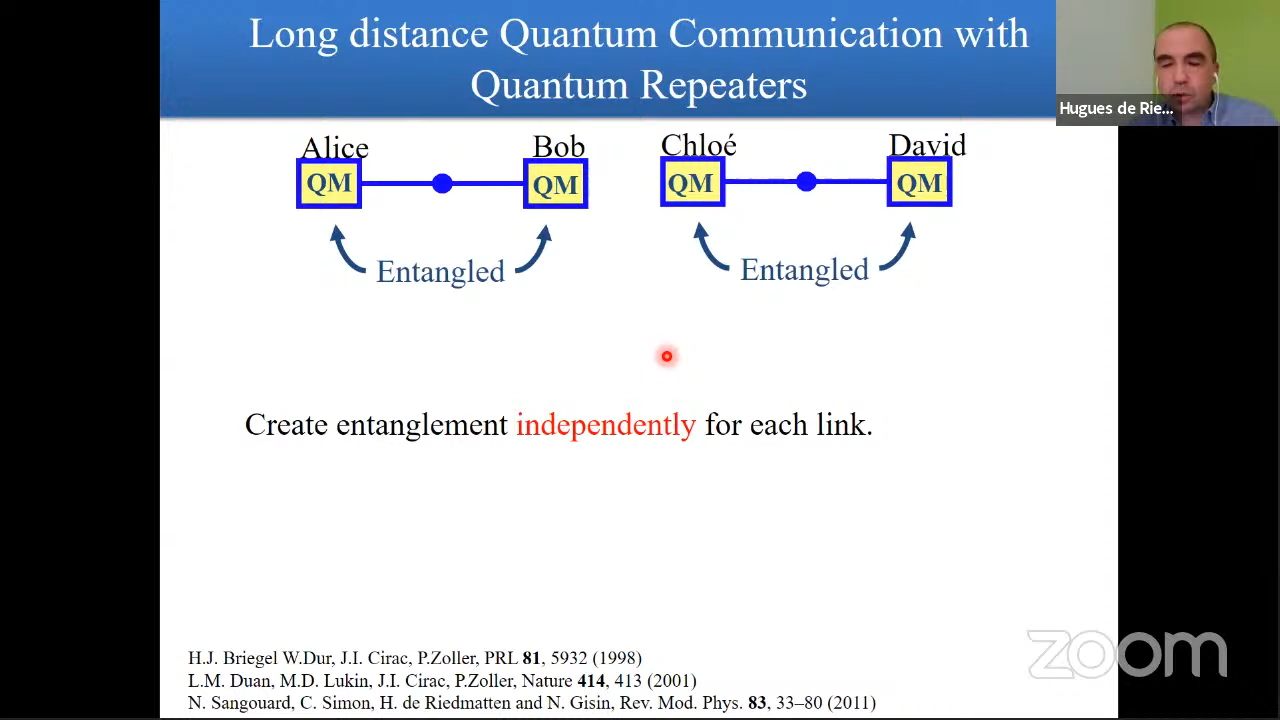 Long distance Quantum Communication with
Quantum Repeaters
Hugues de Rie...
Alice Bob Chloé David
QM QM QM QM
Entangled Entangled
Create entanglement independently for each link.
zoom
H.J. Briegel W.Dur, J.I. Cirac, P.Zoller, PRL 81, 5932 (1998)
L.M. Duan, M.D. Lukin, J.I. Cirac, P.Zoller, Nature 414, 413 (2001)
N. Sangouard, C. Simon, H. de Riedmatten and N. Gisin, Rev. Mod. Phys. 83, 33–80 (2011)